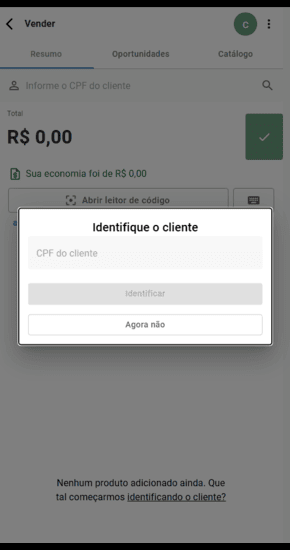 Vender
C
Resumo Oportunidades Catálogo
Informe o CPF do cliente
Total
R$ 0,00
Sua economia foi de R$ 0,00
Abrir leitor de código
Identifique o cliente
CPF do cliente
Identificar
Agora não
Nenhum produto adicionado ainda. Que
tal começarmos identificando o cliente?